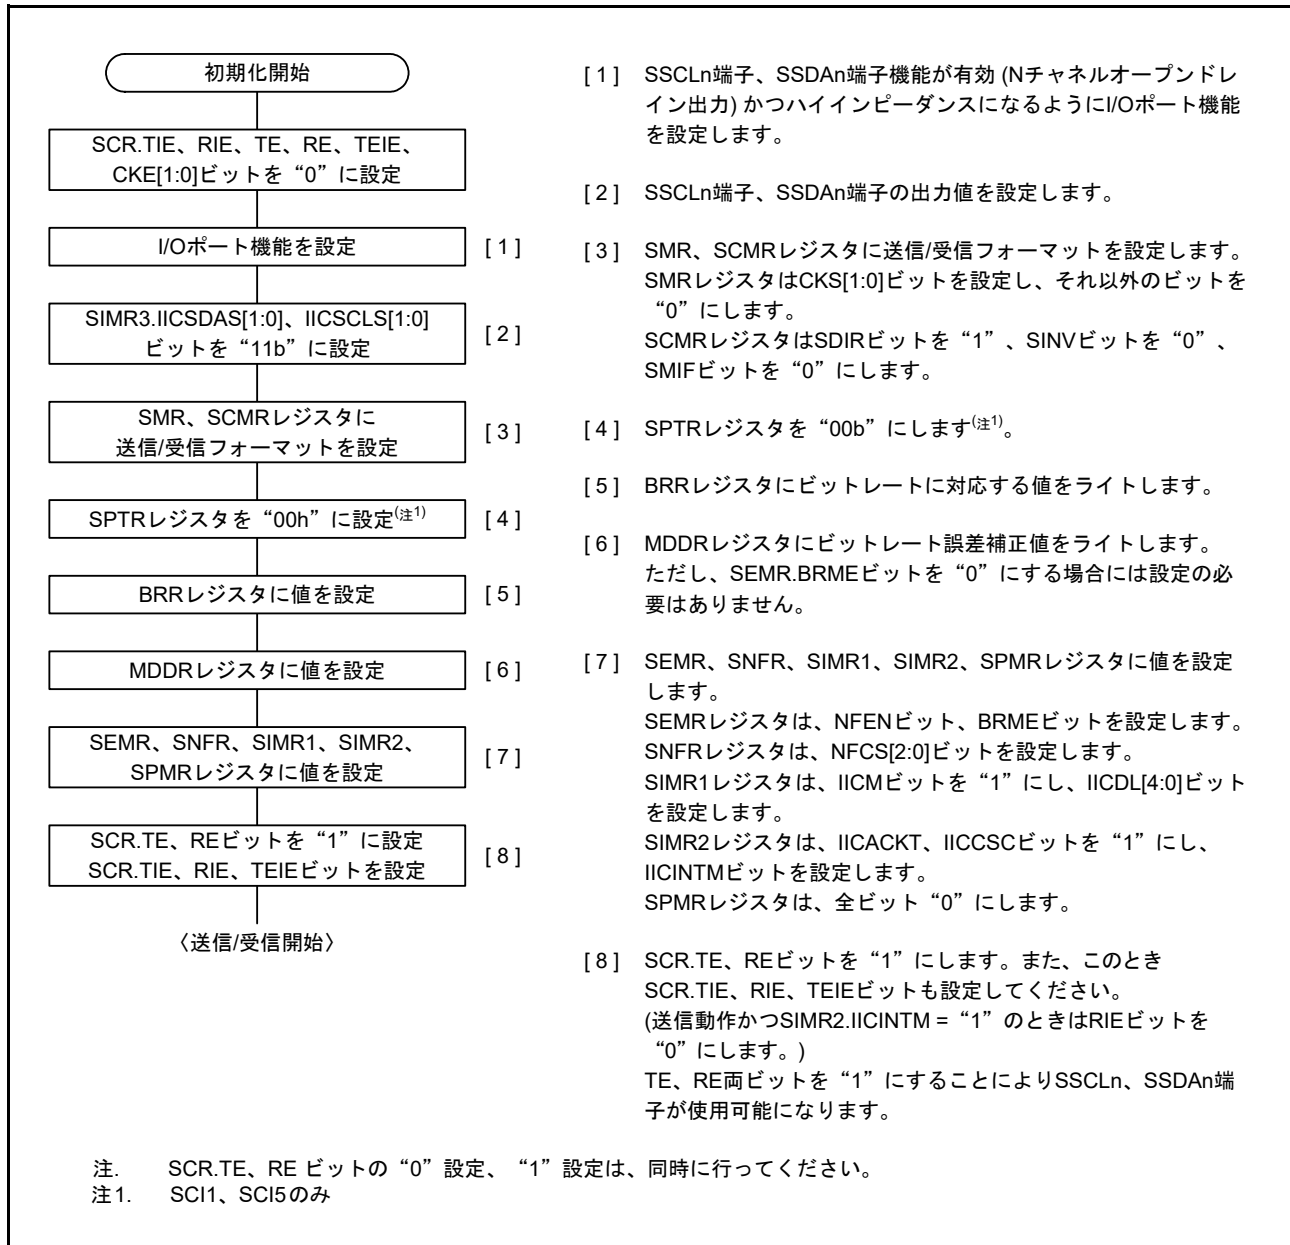 初期化開始
SCR.TIE、RIE、TE、RE、TEIE、
CKE[1:0]ビットを“0”に設定
I/Oポート機能を設定
[ 1 ]
SIMR3.IICSDAS[1:0]、IICSCLS[1:0]
ビットを“11b”に設定
[ 2 ]
SMR、SCMRレジスタに
送信/受信フォーマットを設定
[ 3 ]
SPTRレジスタを“00h”に設定(注1)
[ 4 ]
BRRレジスタに値を設定
[ 5 ]
MDDRレジスタに値を設定
[ 6 ]
SEMR、SNFR、SIMR1、SIMR2、
SPMRレジスタに値を設定
[ 7 ]
SCR.TE、REビットを“1”に設定
SCR.TIE、RIE、TEIEビットを設定
[ 8 ]
〈送信/受信開始〉
[ 1 ] SSCLn端子、SSDAn端子機能が有効 (Nチャネルオープンドレ
イン出力) かつハイインピーダンスになるようにI/Oポート機能
を設定します。
[ 2 ] SSCLn端子、SSDAn端子の出力値を設定します。
[ 3 ] SMR、SCMRレジスタに送信/受信フォーマットを設定します。
SMRレジスタはCKS[1:0]ビットを設定し、それ以外のビットを
“0”にします。
SCMRレジスタはSDIRビットを“1”、SINVビットを“0”、
SMIFビットを“0”にします。
[ 4 ] SPTRレジスタを“00b”にします(注1)。
[ 5 ] BRRレジスタにビットレートに対応する値をライトします。
[ 6 ] MDDRレジスタにビットレート誤差補正値をライトします。
ただし、SEMR.BRMEビットを“0”にする場合には設定の必
要はありません。
[ 7 ] SEMR、SNFR、SIMR1、SIMR2、SPMRレジスタに値を設定
します。
SEMRレジスタは、NFENビット、BRMEビットを設定します。
SNFRレジスタは、NFCS[2:0]ビットを設定します。
SIMR1レジスタは、IICMビットを“1”にし、IICDL[4:0]ビット
を設定します。
SIMR2レジスタは、IICACKT、IICCSCビットを“1”にし、
IICINTMビットを設定します。
SPMRレジスタは、全ビット“0”にします。
[ 8 ] SCR.TE、REビットを“1”にします。また、このとき
SCR.TIE、RIE、TEIEビットも設定してください。
(送信動作かつSIMR2.IICINTM =“1”のときはRIEビットを
“0”にします。)
TE、RE両ビットを“1”にすることによりSSCLn、SSDAn端
子が使用可能になります。
注. SCR.TE、RE ビットの“0”設定、“1”設定は、同時に行ってください。
注1. SCI1、SCI5のみ